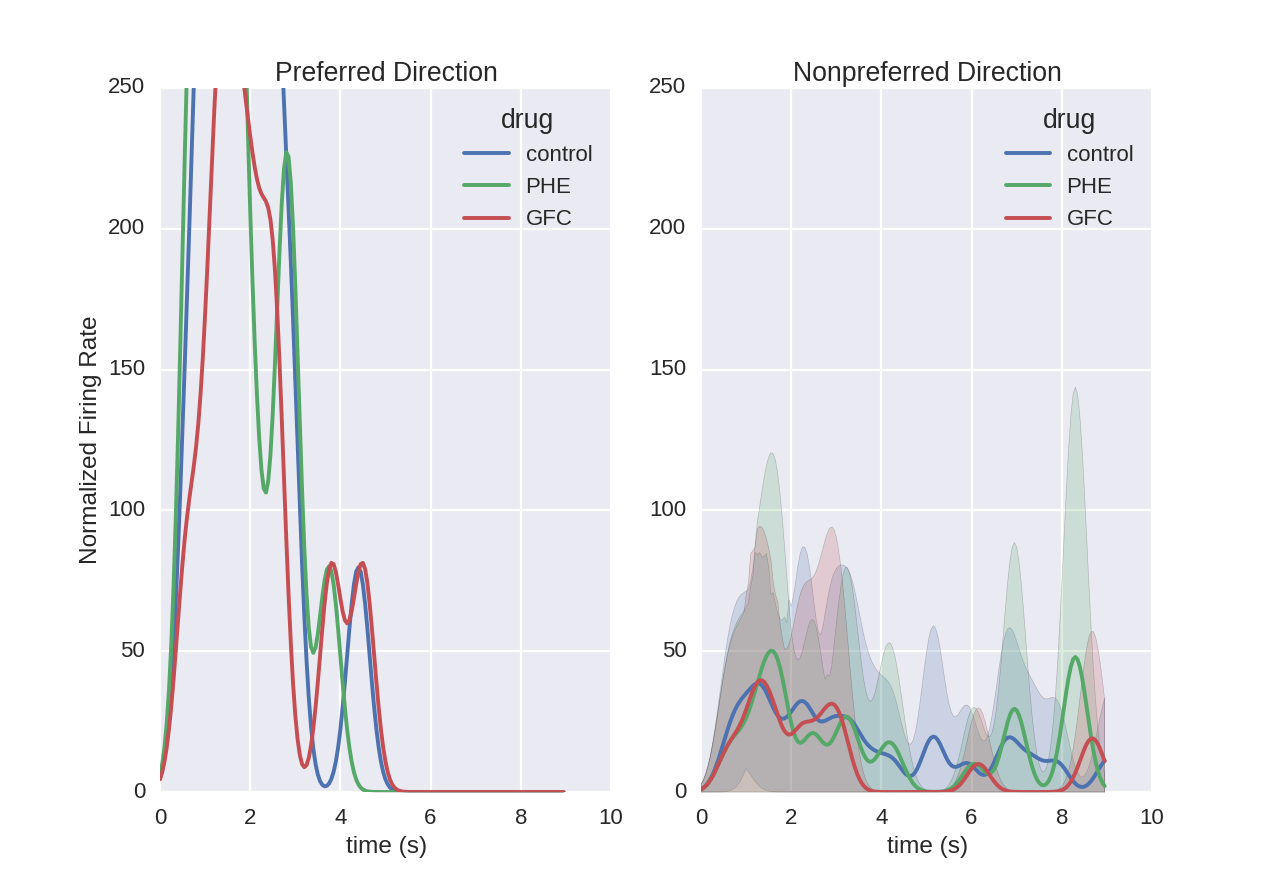 Preferred Direction
250
200
150
100
50
0
Normalized Firing Rate
drug
control
PHE
GFC
0 2 4 6 8 10
time (s)
Nonpreferred Direction
250
200
150
100
50
0
drug
control
PHE
GFC
0 2 4 6 8 10
time (s)